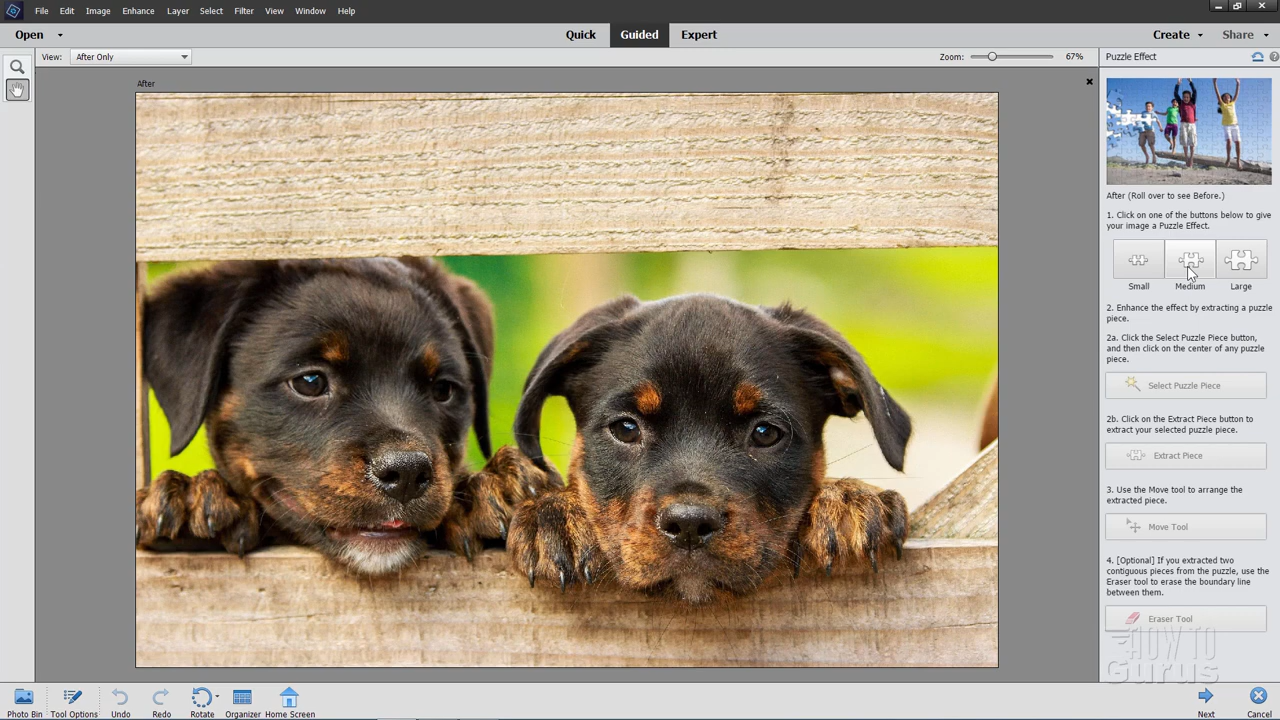 File Edit Image Enhance Layer Select Filter View Window Help
Open Quick Guided Expert Create Share
View: After Only Zoom: 67% Puzzle Effect
After
After (Roll over to see Before.)
1. Click on one of the buttons below to give
your image a Puzzle Effect.
Small Medium Large
2. Enhance the effect by extracting a puzzle
piece.
2a. Click the Select Puzzle Piece button,
and then click on the center of any puzzle
piece.
Select Puzzle Piece
2b. Click on the Extract Piece button to
extract your selected puzzle piece.
Extract Piece
3. Use the Move tool to arrange the
extracted piece.
Move Tool
4. [Optional] If you extracted two
contiguous pieces from the puzzle, use the
Eraser tool to erase the boundary line
between them.
Eraser Tool
HOW TO
Gurus
Photo Bin Tool Options Undo Redo Rotate Organizer Home Screen Next Cancel